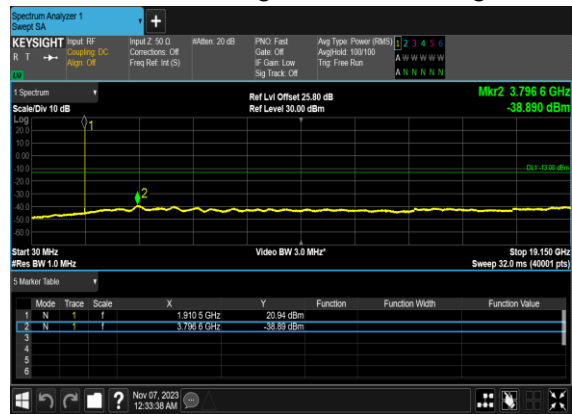 Spectrum Analyzer 1
Swept SA
+
KEYSIGHT Input: RF Input Z: 50 Ω #Atten: 20 dB PNO: Fast Avg Type: Power (RMS) 1 2 3 4 5 6
R T Coupling: DC Corrections: Off Gate: Off Avg|Hold: 100/100 A W W W W W
Align: Off Freq Ref: Int (S) IF Gain: Low Trig: Free Run
Sig Track: Off A N N N N N
LW
1 Spectrum Ref Lvl Offset 25.80 dB Mkr2 3.796 6 GHz
Scale/Div 10 dB Ref Level 30.00 dBm -38.890 dBm
Log
1
20.0
10.0
0.00
-10.0
DL1 -13.00 dBm
-20.0
-30.0
2
-40.0
-50.0
-60.0
Start 30 MHz Video BW 3.0 MHz* Stop 19.150 GHz
#Res BW 1.0 MHz Sweep 32.0 ms (40001 pts)
5 Marker Table
Mode Trace Scale X Y Function Function Width Function Value
1 N 1 f 1.910 5 GHz 20.94 dBm
2 N 1 f 3.796 6 GHz -38.89 dBm
3
4
5
6
? Nov 07, 2023
12:33:38 AM